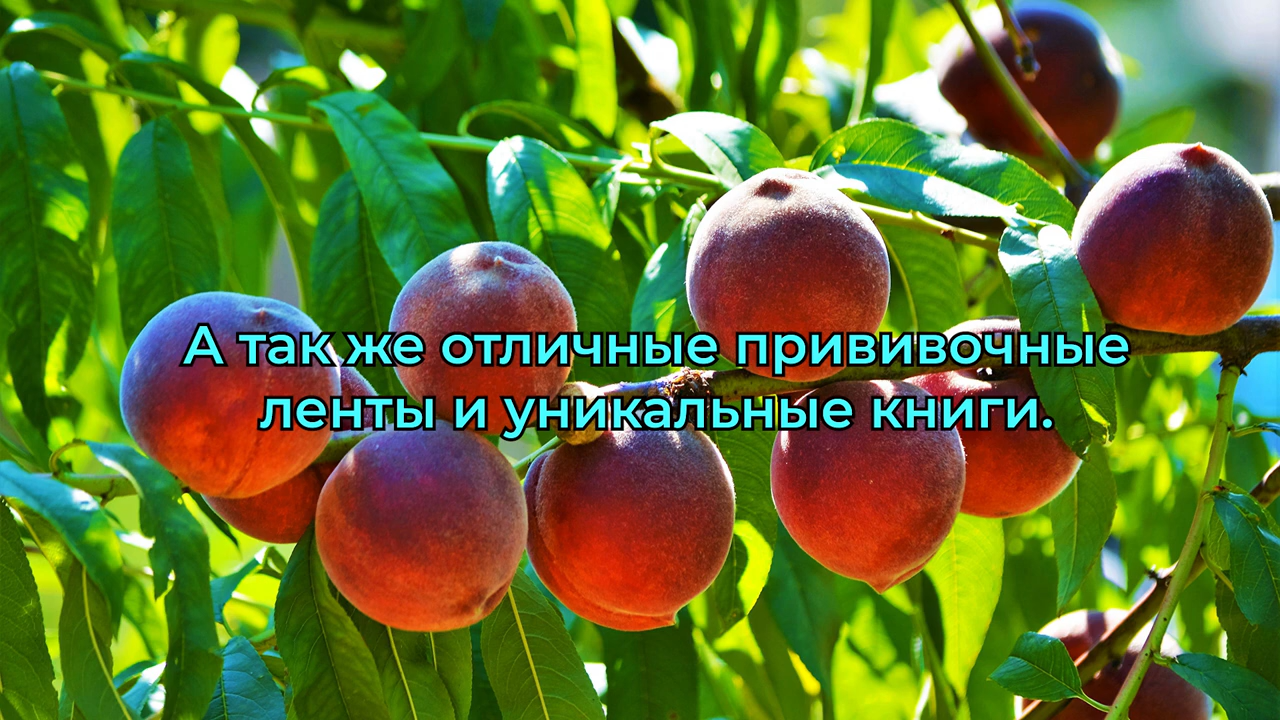 А так же отличные прививочные
ленты и уникальные книги.